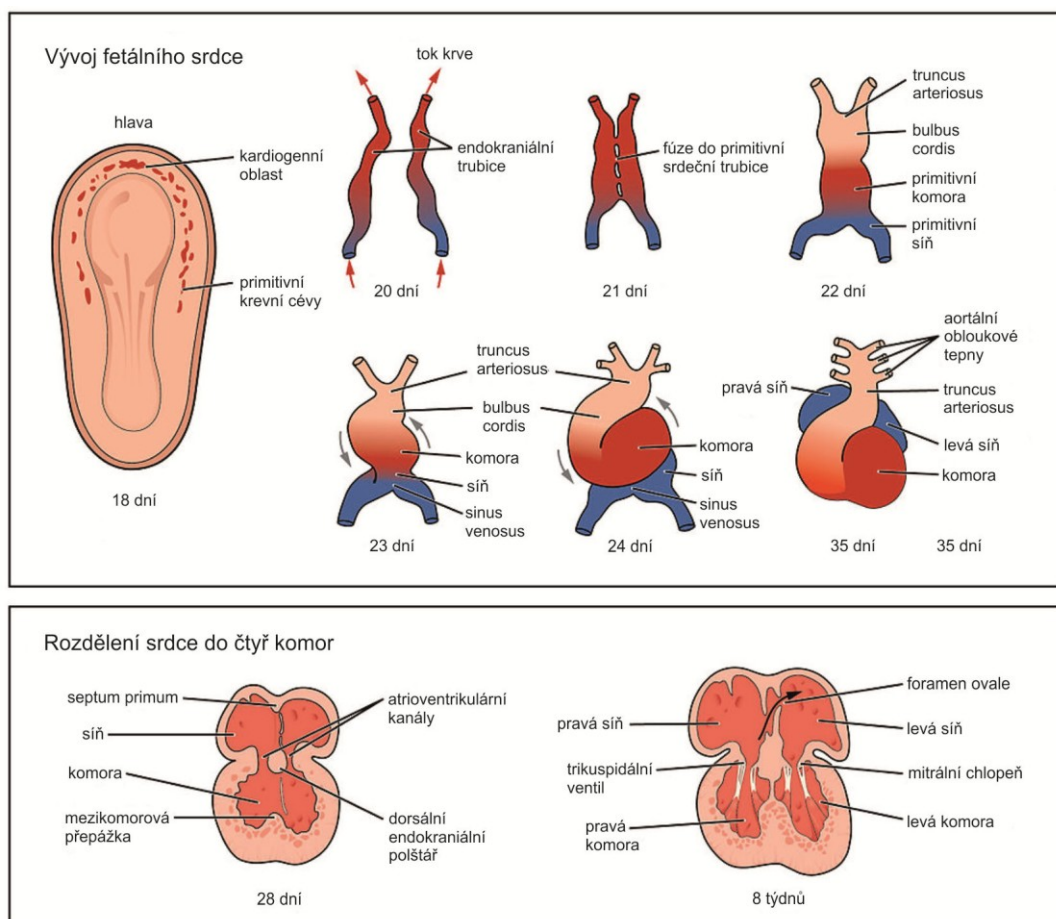 Vývoj fetálního srdce
hlava
kardiogenní
oblast
primitivní
krevní cévy
18 dní
tok krve
endokraniální
trubice
20 dní
fúze do primitivní
srdeční trubice
21 dní
truncus
arteriosus
bulbus
cordis
primitivní
komora
primitivní
síň
22 dní
truncus
arteriosus
bulbus
cordis
komora
síň
sinus
venosus
23 dní
komora
síň
sinus
venosus
24 dní
aortální
obloukové
tepny
pravá síň
truncus
arteriosus
levá síň
komora
35 dní
35 dní
Rozdělení srdce do čtyř komor
septum primum
síň
komora
mezikomorová
přepážka
atrioventrikulární
kanály
dorsální
endokraniální
polštář
28 dní
foramen ovale
pravá síň
levá síň
trikuspidální
ventil
mitrální chlopeň
pravá
komora
levá komora
8 týdnů